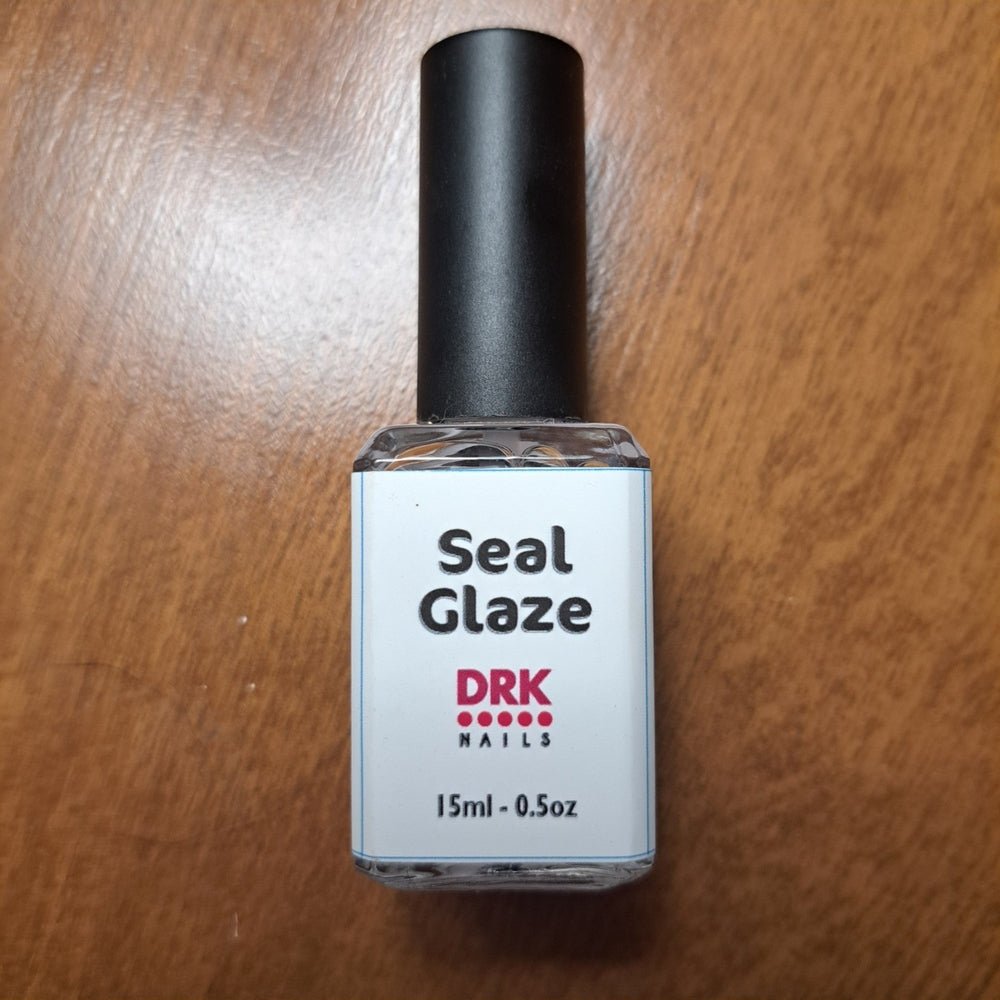 Seal
Glaze
DRK
NAILS
15ml - 0.5oz